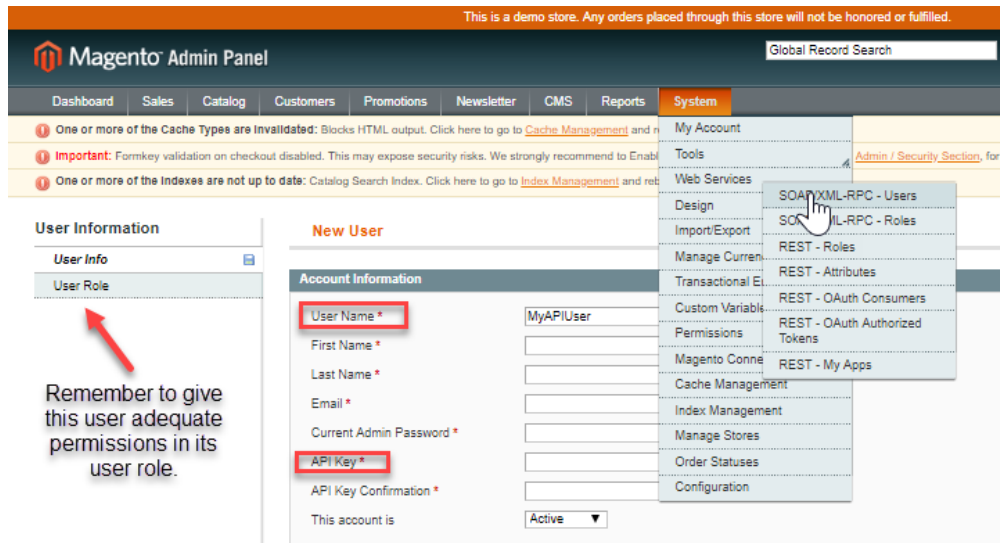 This is a demo store. Any orders placed through this store will not be honored or fulfilled.
Magento Admin Panel
Global Record Search
Dashboard Sales Catalog Customers Promotions Newsletter CMS Reports System
One or more of the Cache Types are Invalidated: Blocks HTML output. Click here to go to Cache Management and
Important: Formkey validation on checkout disabled. This may expose security risks. We strongly recommend to Admin / Security Section, for
One or more of the Indexes are not up to date: Catalog Search Index. Click here to go to Index Management and
My Account
Tools
Web Services
Design
Import/Export
Manage
Transactional
Custom
Permissions
Magento
Cache Management
Index Management
Manage Stores
Order Statuses
Configuration
SOAP/XML-RPC - Users
SOAP/XML-RPC - Roles
REST - Roles
REST - Attributes
REST - OAuth Consumers
REST - OAuth Authorized
Tokens
REST - My Apps
User Information
User Info
User Role
Remember to give
this user adequate
permissions in its
user role.
New User
Account Information
User Name * MyAPIUser
First Name *
Last Name *
Email *
Current Admin Password *
API Key *
API Key Confirmation *
This account is Active